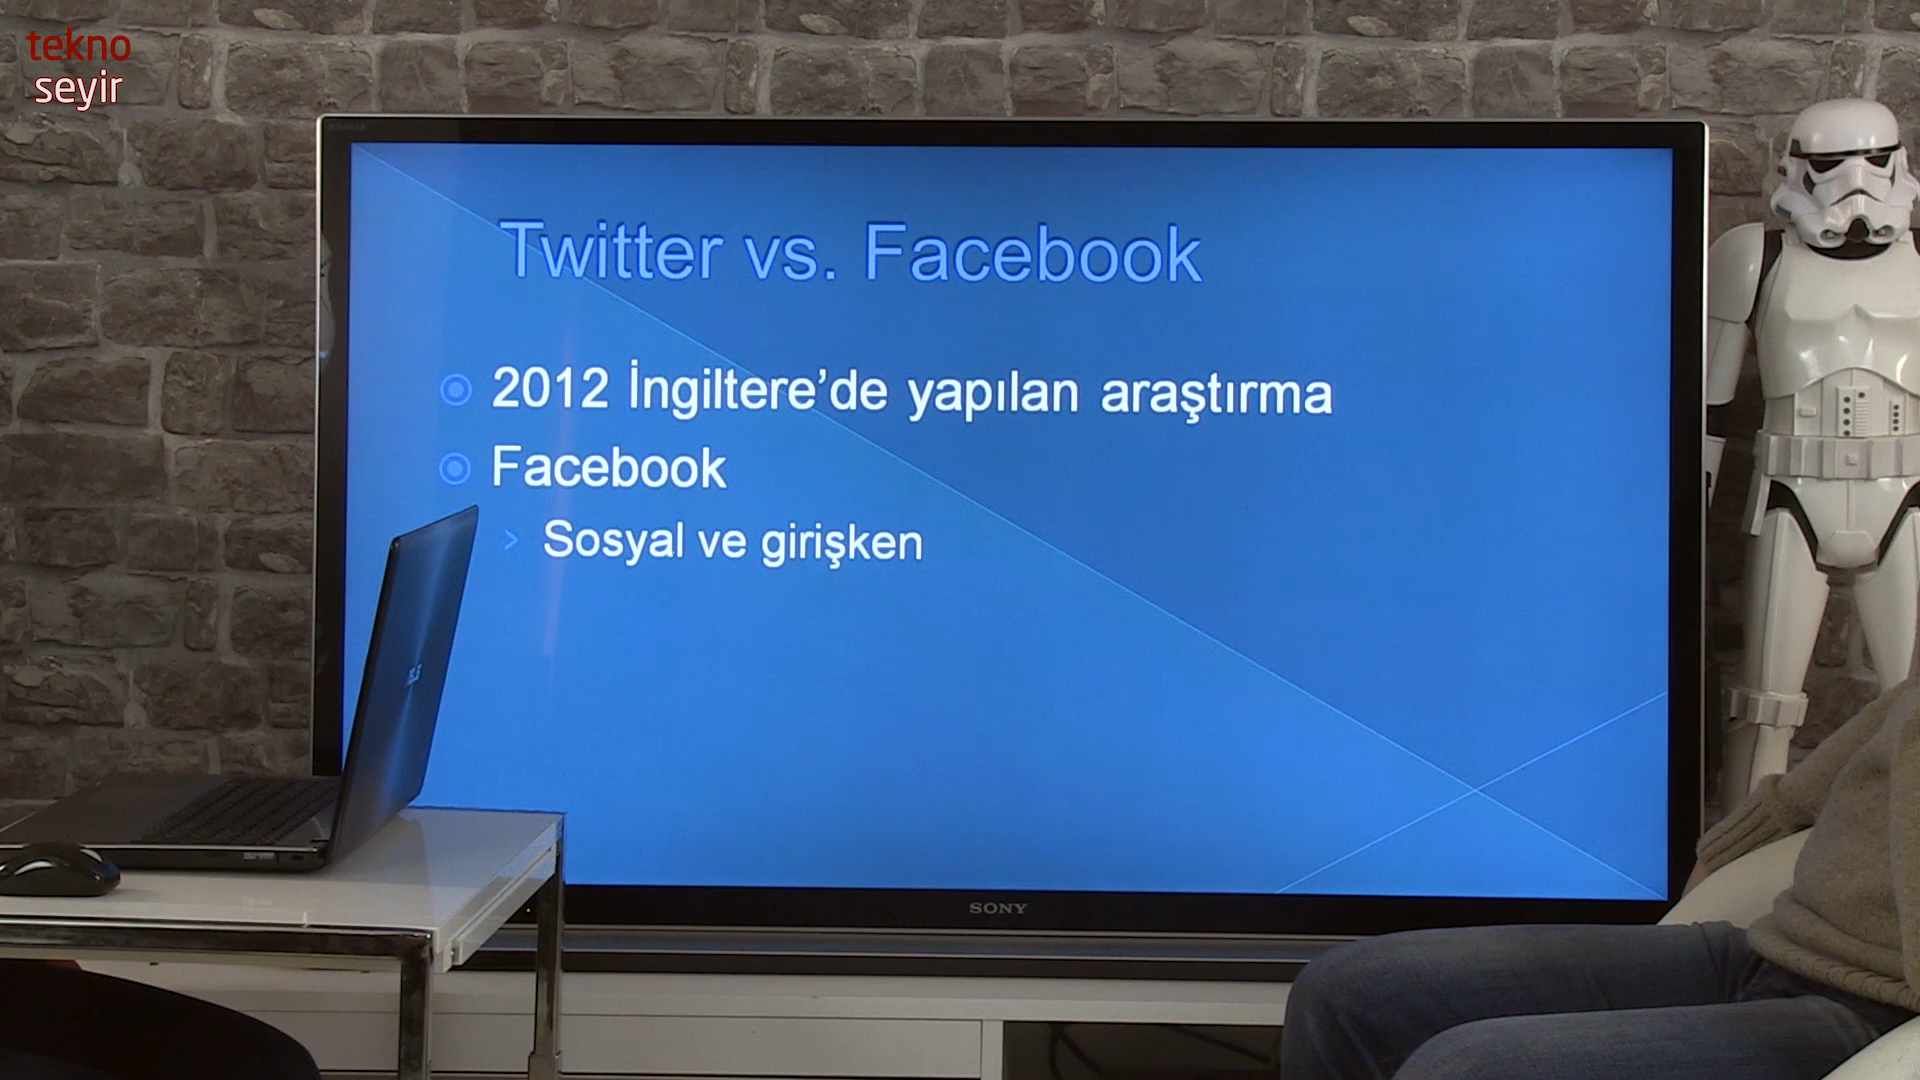 tekno
seyir
Twitter vs. Facebook
2012 İngiltere'de yapılan araştırma
Facebook
Sosyal ve girişken
SONY